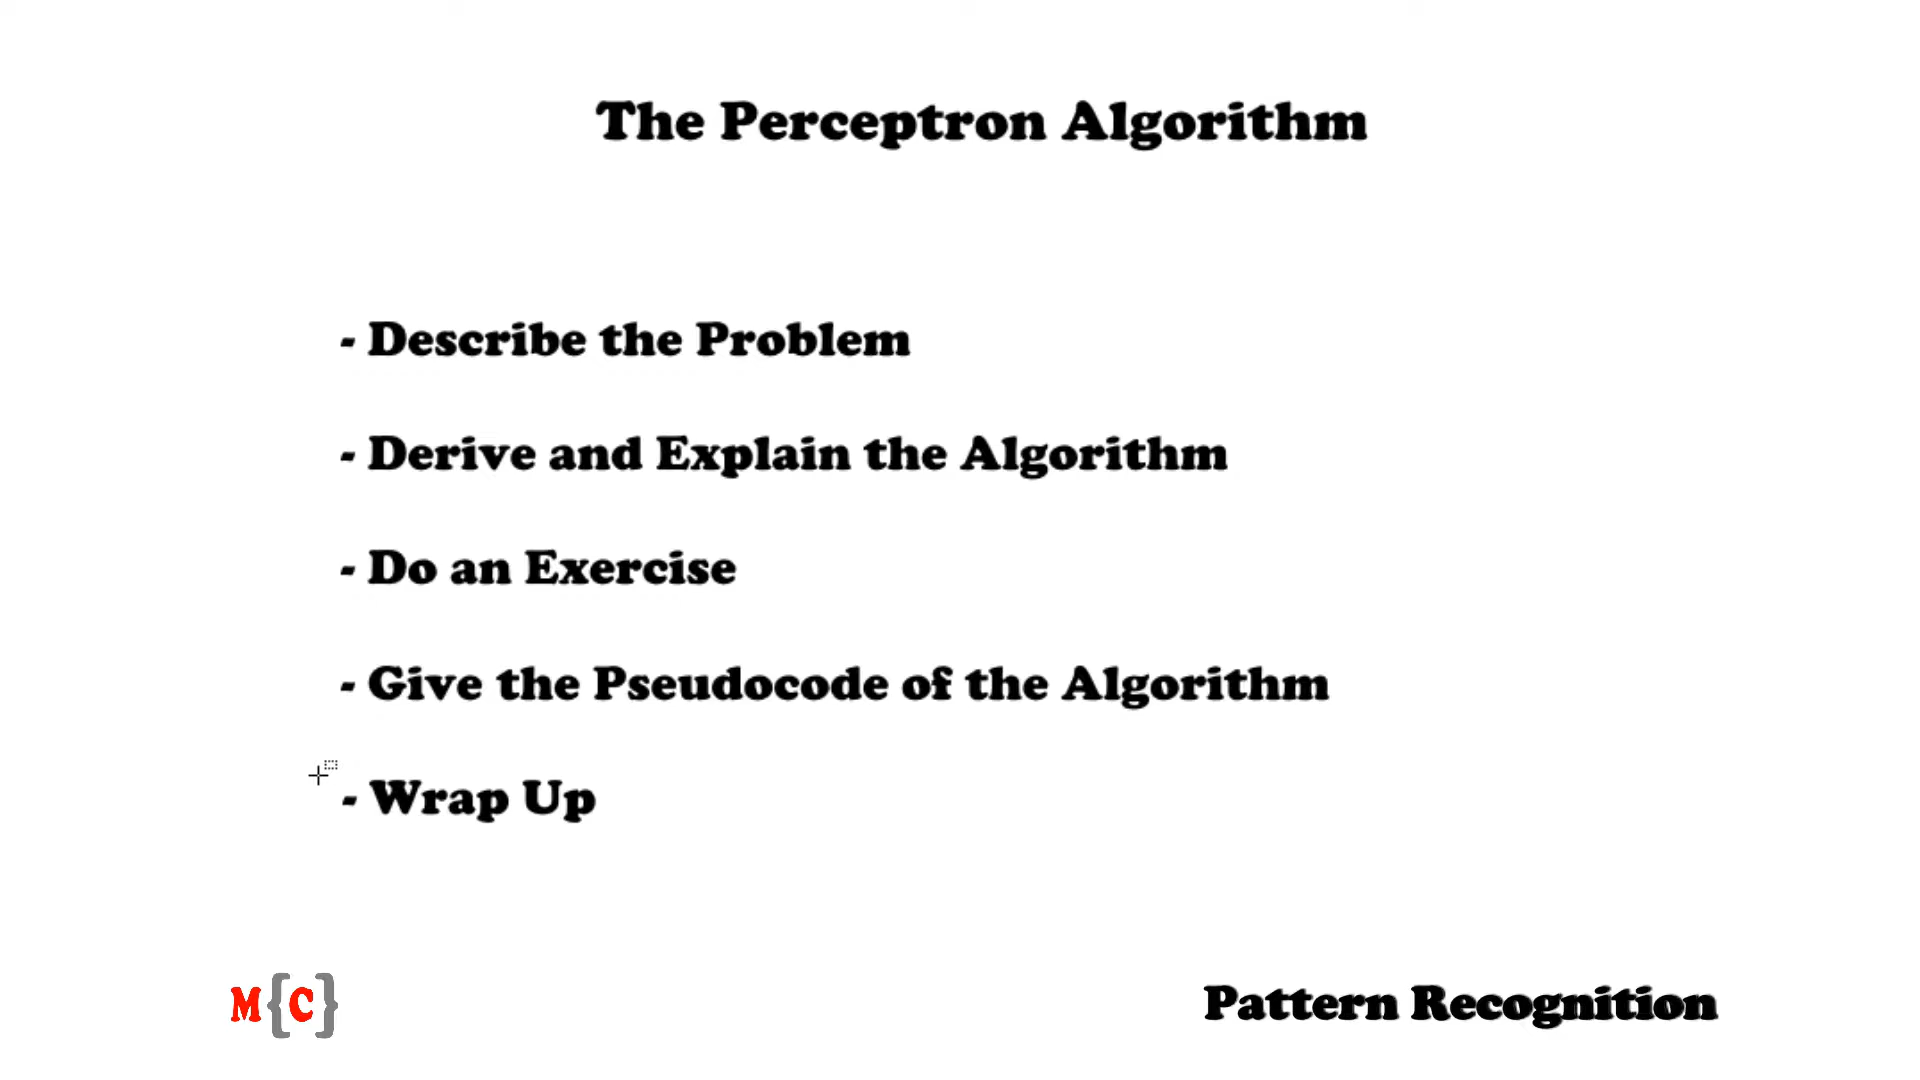 The Perceptron Algorithm
- Describe the Problem
- Derive and Explain the Algorithm
- Do an Exercise
- Give the Pseudocode of the Algorithm
- Wrap Up
M{C}
Pattern Recognition